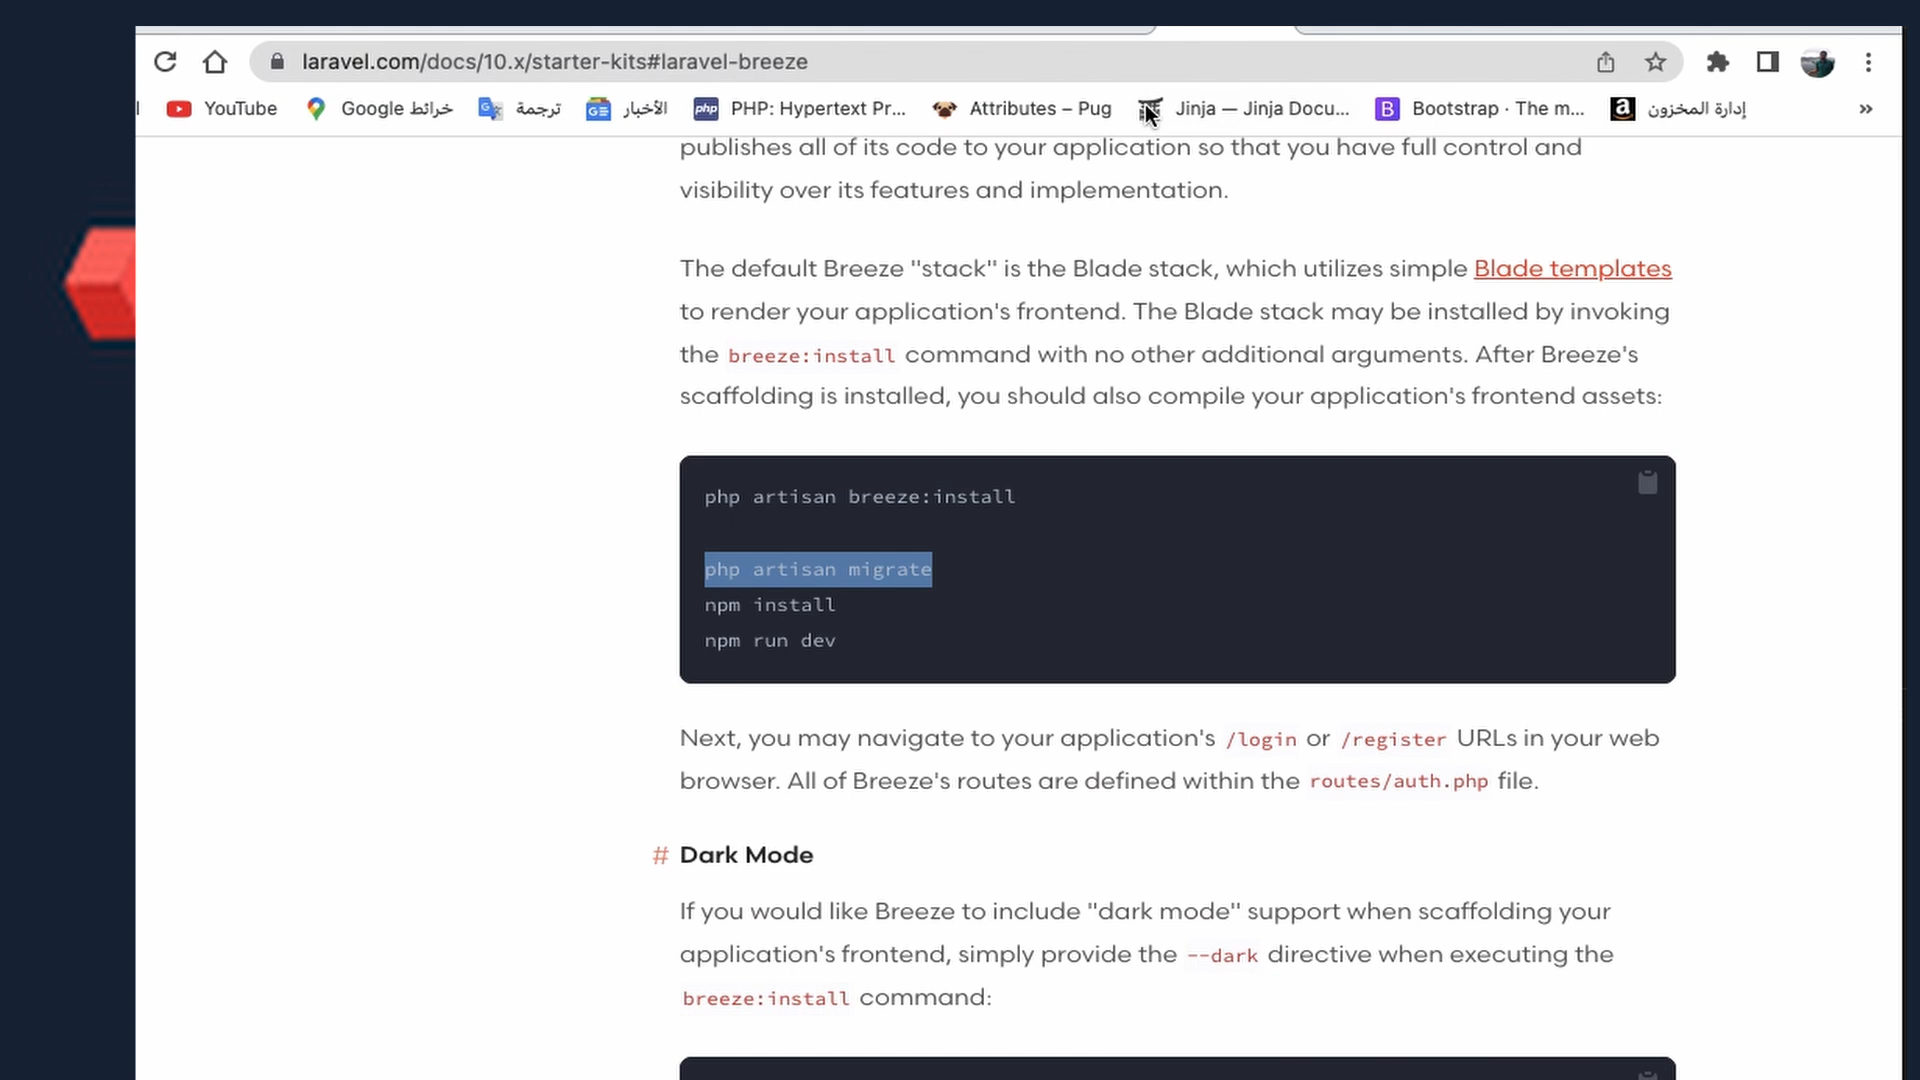 laravel.com/docs/10.x/starter-kits#laravel-breeze
YouTube
خرائط Google
ترجمة
الأخبار
php PHP: Hypertext Pr...
Attributes – Pug
Jinja — Jinja Docu...
B Bootstrap · The m...
a إدارة المخزون
»
publishes all of its code to your application so that you have full control and
visibility over its features and implementation.
The default Breeze "stack" is the Blade stack, which utilizes simple Blade templates
to render your application's frontend. The Blade stack may be installed by invoking
the breeze:install command with no other additional arguments. After Breeze's
scaffolding is installed, you should also compile your application's frontend assets:
php artisan breeze:install
php artisan migrate
npm install
npm run dev
Next, you may navigate to your application's /login or /register URLs in your web
browser. All of Breeze's routes are defined within the routes/auth.php file.
# Dark Mode
If you would like Breeze to include "dark mode" support when scaffolding your
application's frontend, simply provide the --dark directive when executing the
breeze:install command: